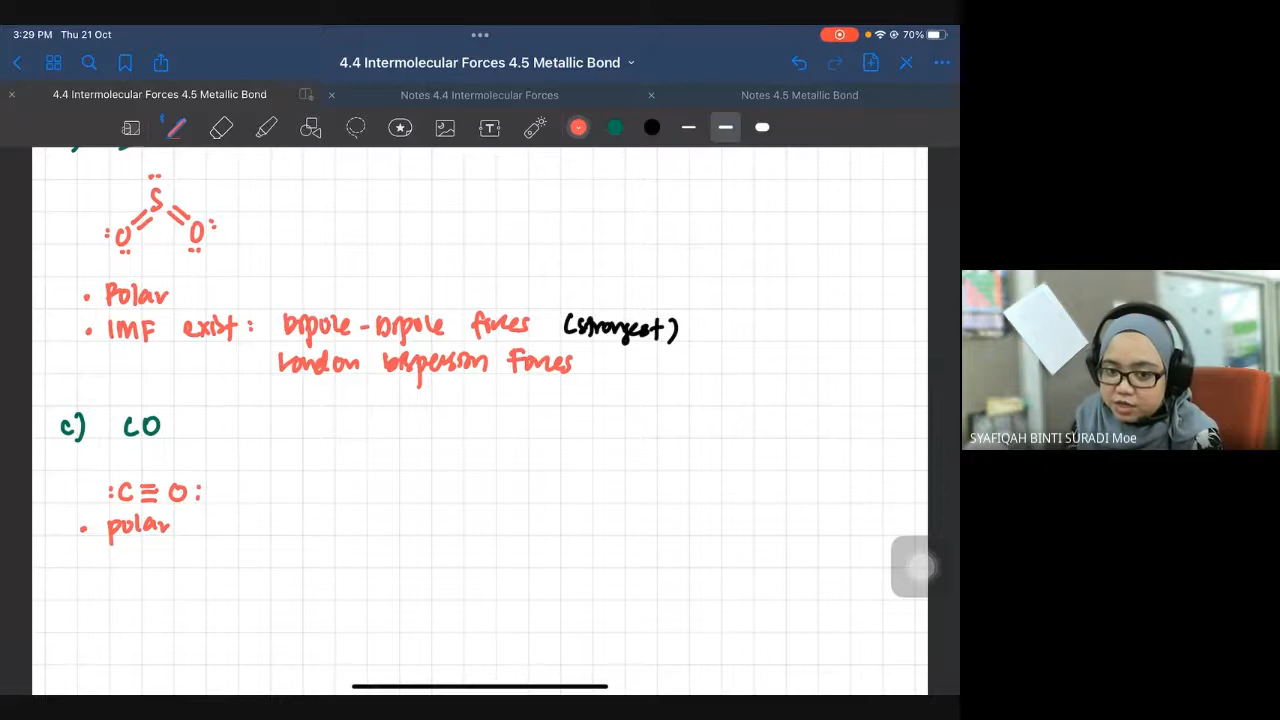 3:29 PM Thu 21 Oct
70%
4.4 Intermolecular Forces 4.5 Metallic Bond
4.4 Intermolecular Forces 4.5 Metallic Bond
Notes 4.4 Intermolecular Forces
Notes 4.5 Metallic Bond
S
O O
• Polar
• IMF exist: Dipole-Dipole forces (strongest)
London Dispersion Forces
c) CO
:C≡O:
• polar
SYAFIQAH BINTI SURADI Moe